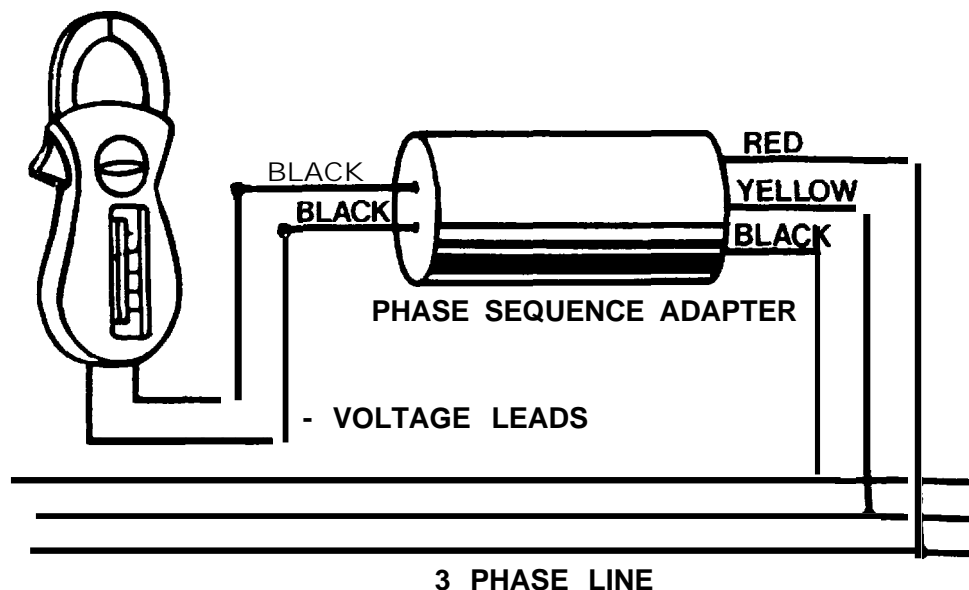 RED
BLACK
YELLOW
BLACK
BLACK
PHASE SEQUENCE ADAPTER
- VOLTAGE LEADS
3 PHASE LINE